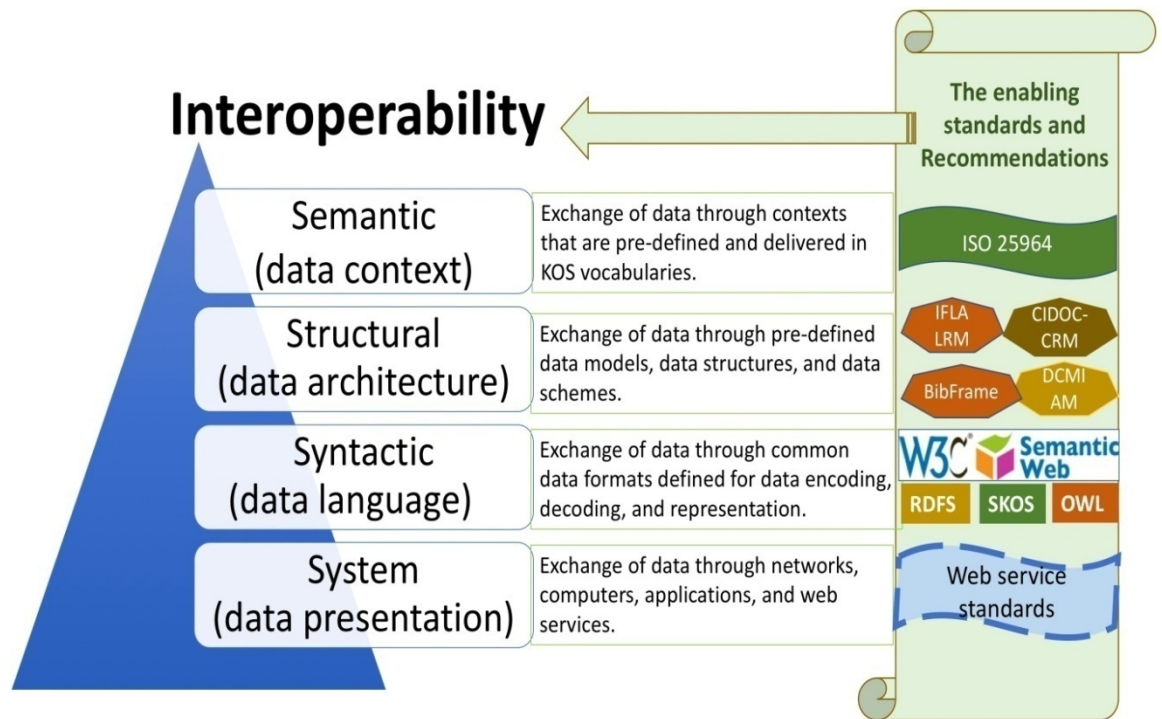 Interoperability
The enabling
standards and
Recommendations
Semantic
(data context)
Exchange of data through contexts
that are pre-defined and delivered in
KOS vocabularies.
ISO 25964
Structural
(data architecture)
Exchange of data through pre-defined
data models, data structures, and data
schemes.
IFLA
LRM
CIDOC-
CRM
BibFrame
DCMI
AM
Syntactic
(data language)
Exchange of data through common
data formats defined for data encoding,
decoding, and representation.
W3C® Semantic
Web
RDFS SKOS OWL
System
(data presentation)
Exchange of data through networks,
computers, applications, and web
services.
Web service
standards